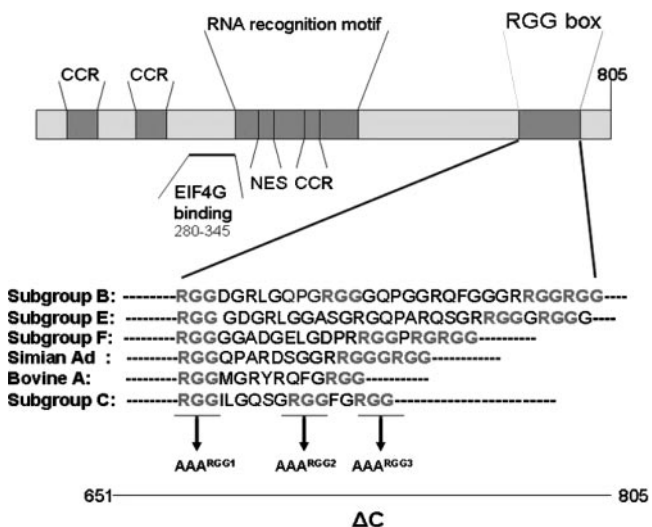 RNA recognition motif
RGG box
CCR
CCR
805
NES CCR
EIF4G
binding
280-345
Subgroup B: --------RGGDGRLGQPGRGGGQPGGRQFGGGRRGGRGG----
Subgroup E: --------RGG GDGRLGGASGRGQPARQSGRRGGGRGGG----
Subgroup F: --------RGGGGADGELGDPRRGGPRGRGG------------
Simian Ad : --------RGGQPARDSGGRRGGGRGG----------
Bovine A: --------RGGMGRYRQFGRGG---------
Subgroup C: --------RGGILGQSGRGGFGRGG-----------------------
AAARGG1 AAARGG2 AAARGG3
651 805
ΔC